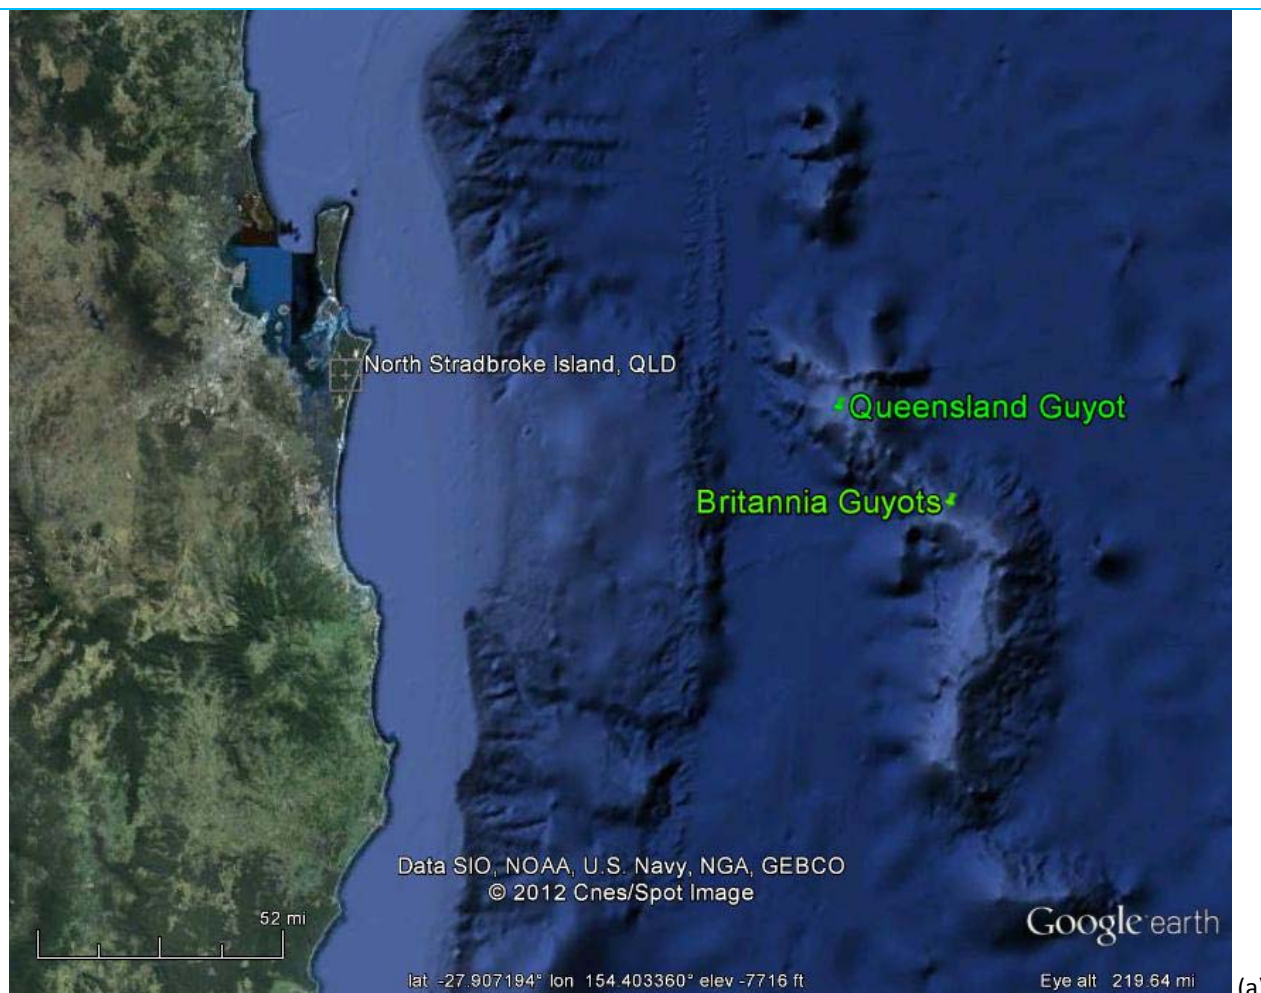 North Stradbroke Island, QLD
Queensland Guyot
Britannia Guyots
Data SIO, NOAA, U.S. Navy, NGA, GEBCO
© 2012 Cnes/Spot Image
52 mi
Google earth
lat -27.907194° lon 154.403360° elev -7716 ft
Eye alt 219.64 mi
(a)